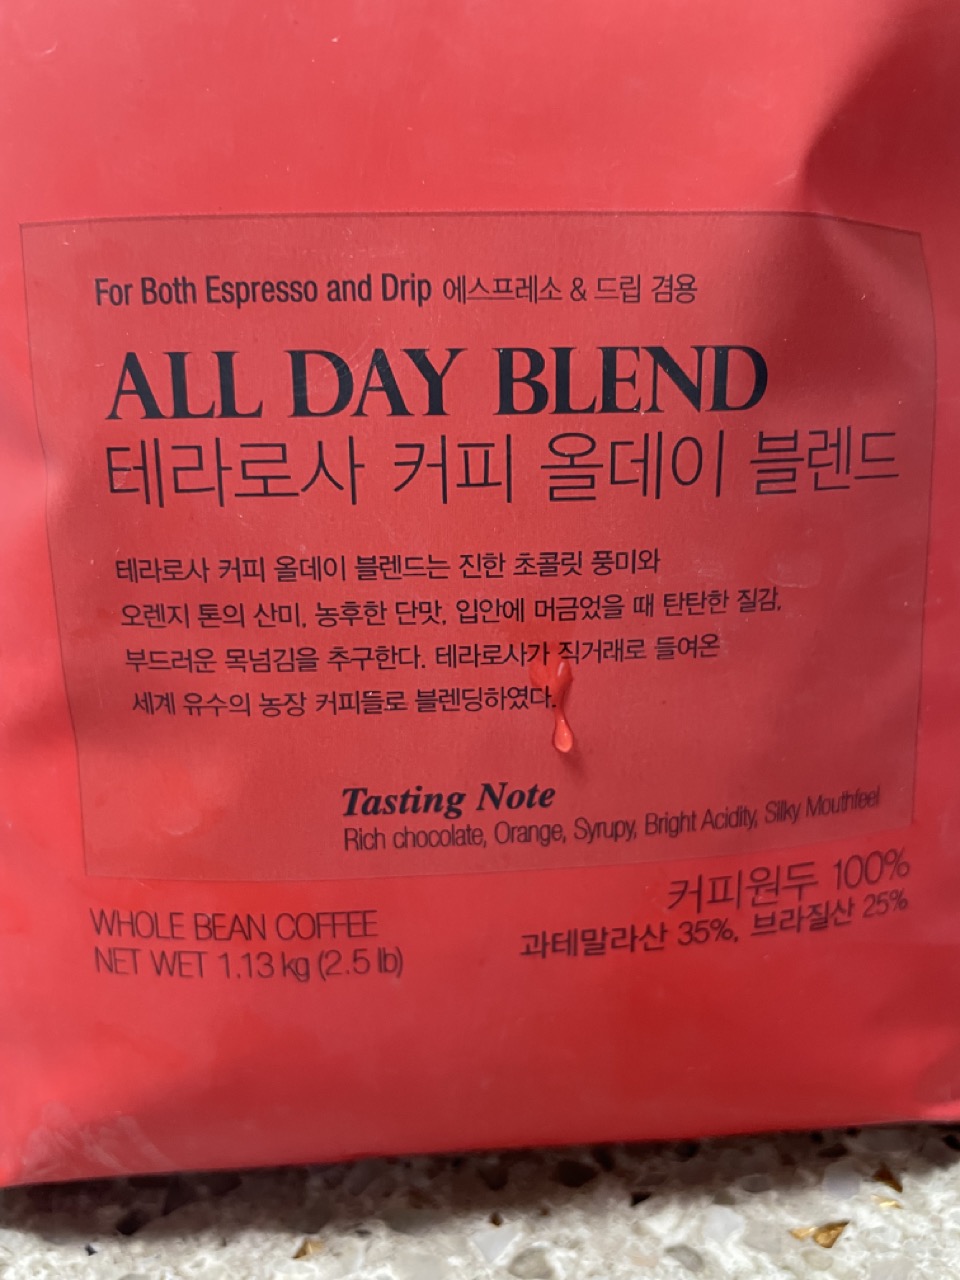 For Both Espresso and Drip 에스프레소 & 드립 겸용
ALL DAY BLEND
테라로사 커피 올데이 블렌드
테라로사 커피 올데이 블렌드는 진한 초콜릿 풍미와
오렌지 톤의 산미, 농후한 단맛, 입안에 머금었을 때 탄탄한 질감,
부드러운 목넘김을 추구한다. 테라로사가 직거래로 들여온
세계 유수의 농장 커피들로 블렌딩하였다.
Tasting Note
Rich chocolate, Orange, Syrupy, Bright Acidity, Silky Mouthfeel
WHOLE BEAN COFFEE
NET WET 1.13 kg (2.5 lb)
커피원두 100%
과테말라산 35%, 브라질산 25%